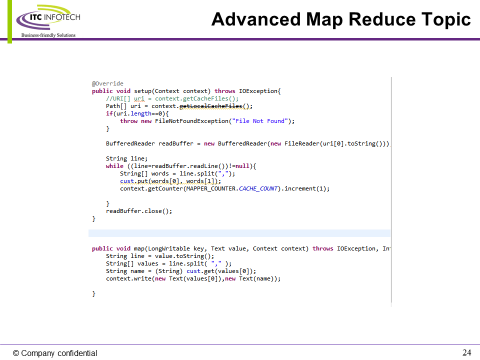 ITC INFOTECH
Business-friendly Solutions
Advanced Map Reduce Topic
@Override
public void setup(Context context) throws IOException{
//URI[] uri = context.getCacheFiles();
Path[] uri = context.getLocalCacheFiles();
if(uri.length==0){
throw new FileNotFoundException("File Not Found");
}
BufferedReader readBuffer = new BufferedReader(new FileReader(uri[0].toString()))
String line;
while ((line=readBuffer.readLine())!=null){
String[] words = line.split(",");
cust.put(words[0], words[1]);
context.getCounter(MAPPER_COUNTER.CACHE_COUNT).increment(1);
}
readBuffer.close();
}
public void map(LongWritable key, Text value, Context context) throws IOException, In
String line = value.toString();
String[] values = line.split( "," );
String name = (String) cust.get(values[0]);
context.write(new Text(values[0]),new Text(name));
}
© Company confidential
24